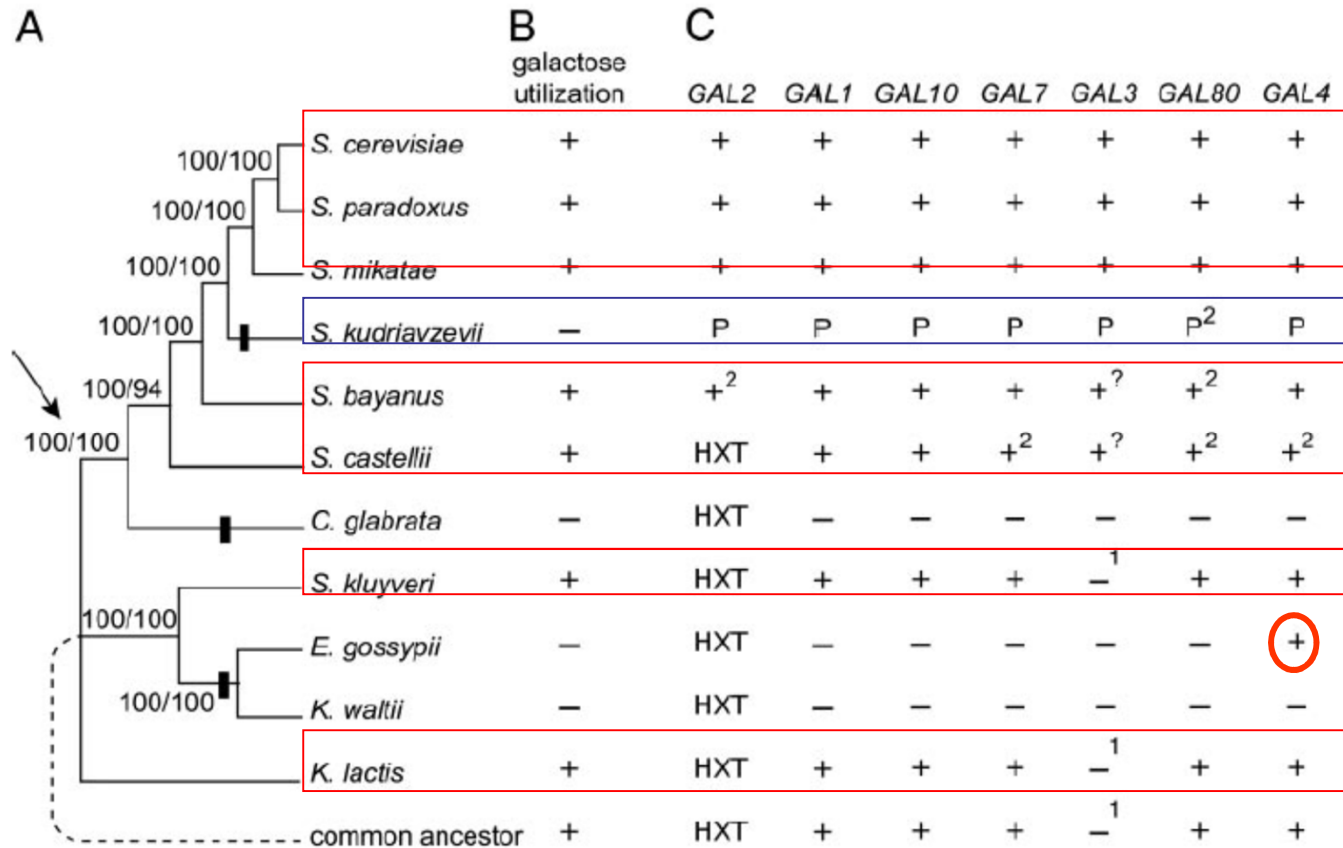 A B C
galactose
utilization GAL2 GAL1 GAL10 GAL7 GAL3 GAL80 GAL4
100/100 S. cerevisiae + + + + + + + +
100/100 S. paradoxus + + + + + + + +
100/100 S. mikatae + + + + + + + +
100/100 S. kudriavzevii – P P P P P P² P
100/94 S. bayanus + +² + + + +? +² +
100/100 S. castellii + HXT + + +² +? +² +²
C. glabrata – HXT – – – – – –
S. kluyveri + HXT + + + –¹ + +
100/100 E. gossypii – HXT – – – – – +
100/100 K. waltii – HXT – – – – – –
K. lactis + HXT + + + –¹ + +
common ancestor + HXT + + + –¹ + +